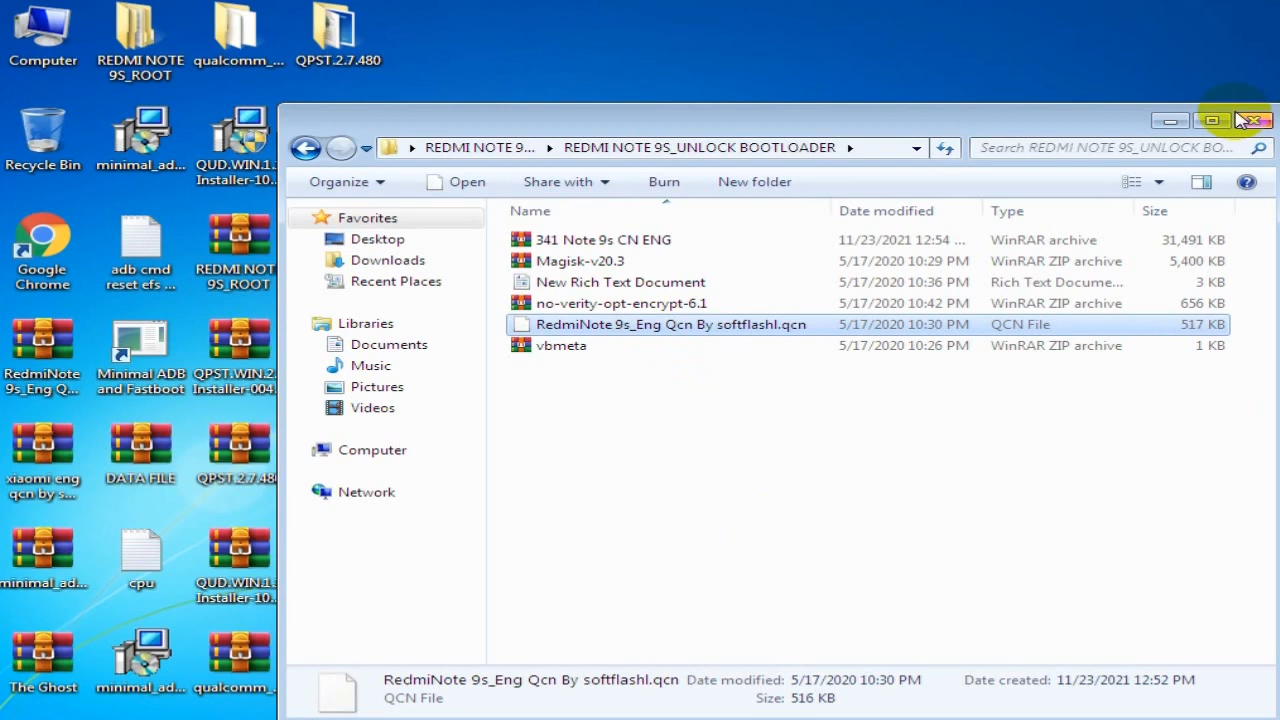 Computer
REDMI NOTE
9S_ROOT
qualcomm_...
QPST.2.7.480
Recycle Bin
minimal_ad...
QUD.WIN.1.
Installer-10...
Google
Chrome
adb cmd
reset efs ...
REDMI NOT
9S_ROOT
RedmiNote
9s_Eng Q...
Minimal ADB
and Fastboot
QPST.WIN.2.
Installer-004
xiaomi eng
qcn by s...
DATA FILE
QPST.2.7.480
minimal_ad...
cpu
QUD.WIN.1.
Installer-10..
The Ghost
minimal_ad...
qualcomm_.
REDMI NOTE 9... REDMI NOTE 9S_UNLOCK BOOTLOADER
Search REDMI NOTE 9S_UNLOCK BO...
Organize Open Share with Burn New folder
Favorites
Desktop
Downloads
Recent Places
Libraries
Documents
Music
Pictures
Videos
Computer
Network
Name Date modified Type Size
341 Note 9s CN ENG 11/23/2021 12:54 ... WinRAR archive 31,491 KB
Magisk-v20.3 5/17/2020 10:29 PM WinRAR ZIP archive 5,400 KB
New Rich Text Document 5/17/2020 10:36 PM Rich Text Docume... 3 KB
no-verity-opt-encrypt-6.1 5/17/2020 10:42 PM WinRAR ZIP archive 656 KB
RedmiNote 9s_Eng Qcn By softflashl.qcn 5/17/2020 10:30 PM QCN File 517 KB
vbmeta 5/17/2020 10:26 PM WinRAR ZIP archive 1 KB
RedmiNote 9s_Eng Qcn By softflashl.qcn Date modified: 5/17/2020 10:30 PM Date created: 11/23/2021 12:52 PM
QCN File Size: 516 KB